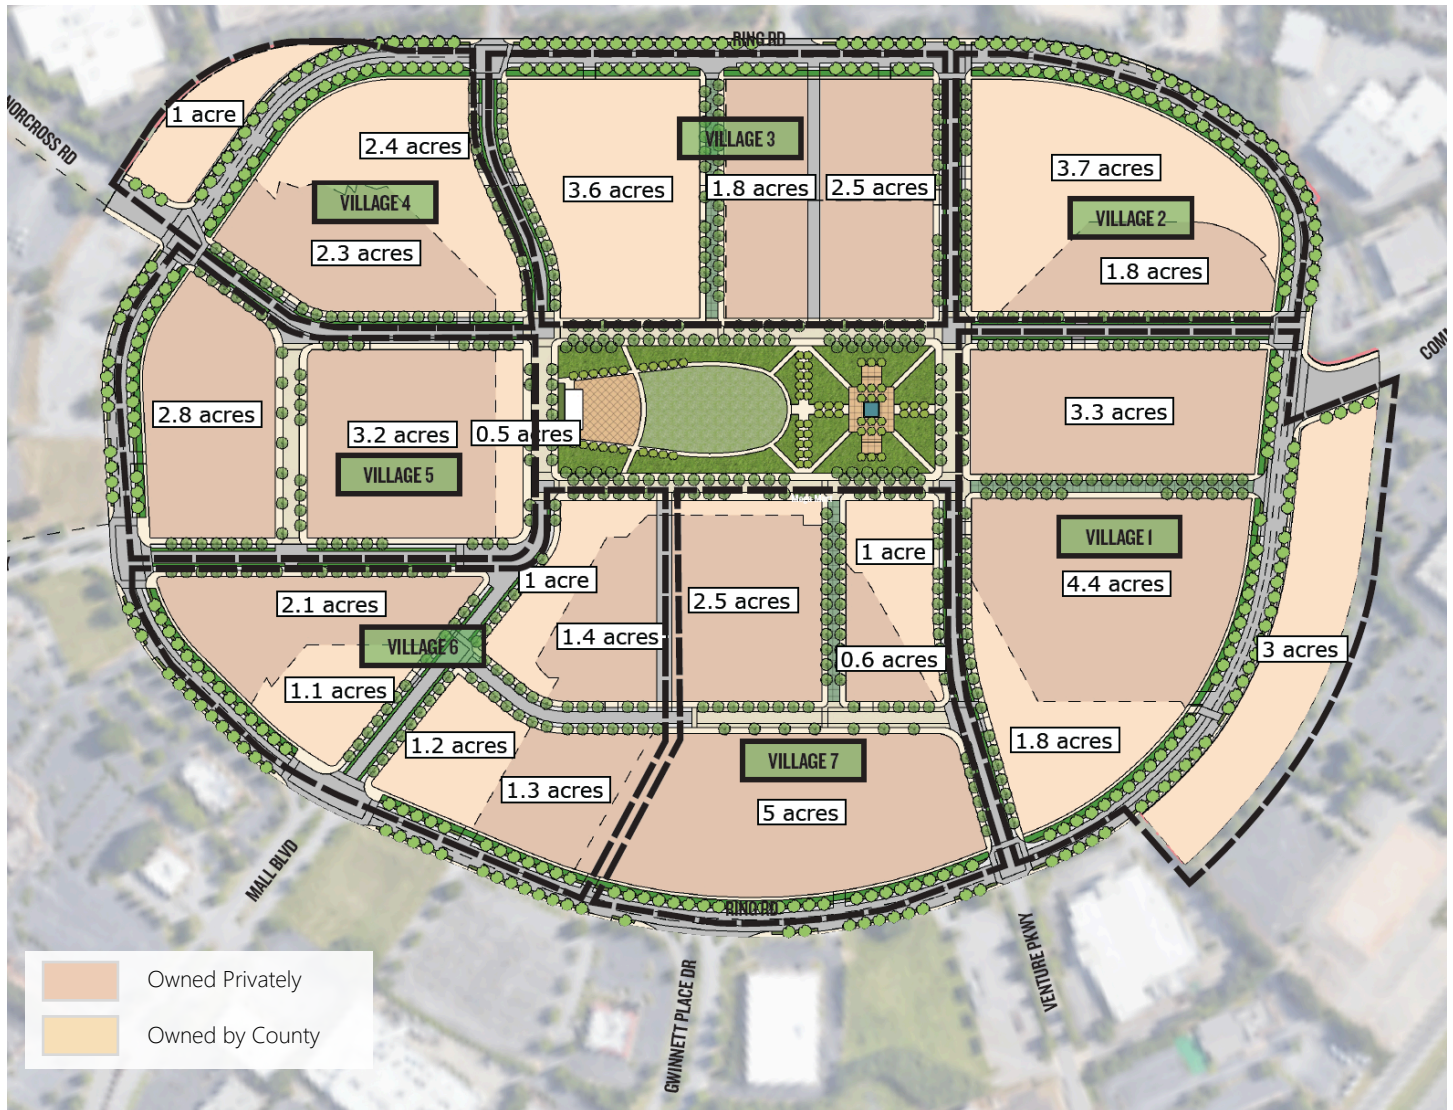 RING RD
1 acre
NORCROSS RD
2.4 acres
VILLAGE 3
3.6 acres
1.8 acres
2.5 acres
3.7 acres
VILLAGE 4
VILLAGE 2
2.3 acres
1.8 acres
2.8 acres
3.2 acres
0.5 acres
3.3 acres
VILLAGE 5
VILLAGE 1
1 acre
1 acre
4.4 acres
2.1 acres
2.5 acres
1.4 acres
VILLAGE 6
0.6 acres
3 acres
1.1 acres
1.2 acres
1.8 acres
VILLAGE 7
1.3 acres
5 acres
MALL BLVD
RING RD
VENTURE PKWY
GWINNETT PLACE DR
Owned Privately
Owned by County